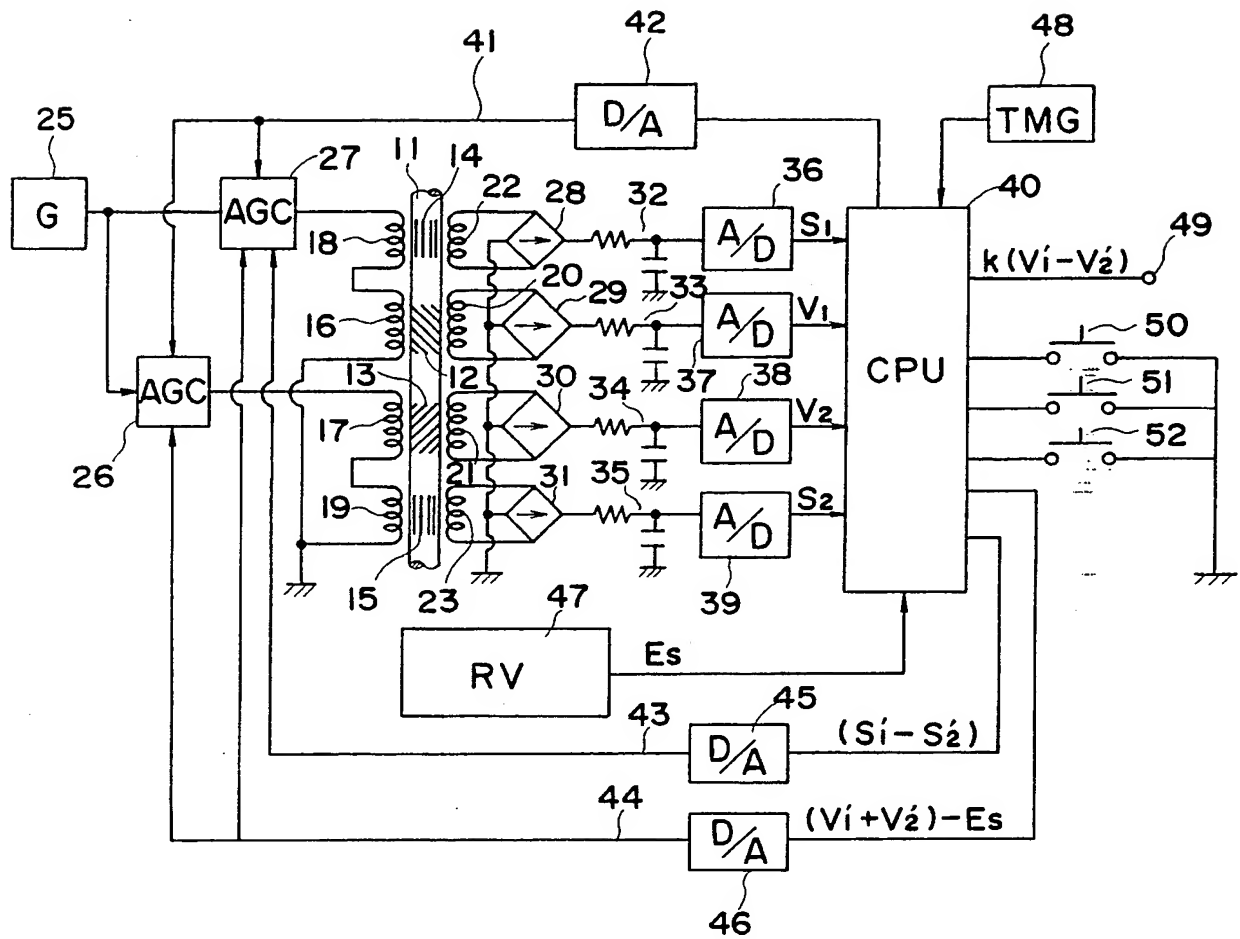 42
41
48
D/A
TMG
25
27
11
14
22
28
32
36
40
G
AGC
A/D
S1
49
18
k(V1́-V2́)
20
29
33
50
16
A/D
V1
CPU
13
12
30
37
38
51
AGC
17
34
A/D
V2
52
26
21
31
35
19
A/D
S2
15
23
47
39
RV
Es
43
45
D/A
(S1́-S2́)
44
D/A
(V1́+V2́)-Es
46